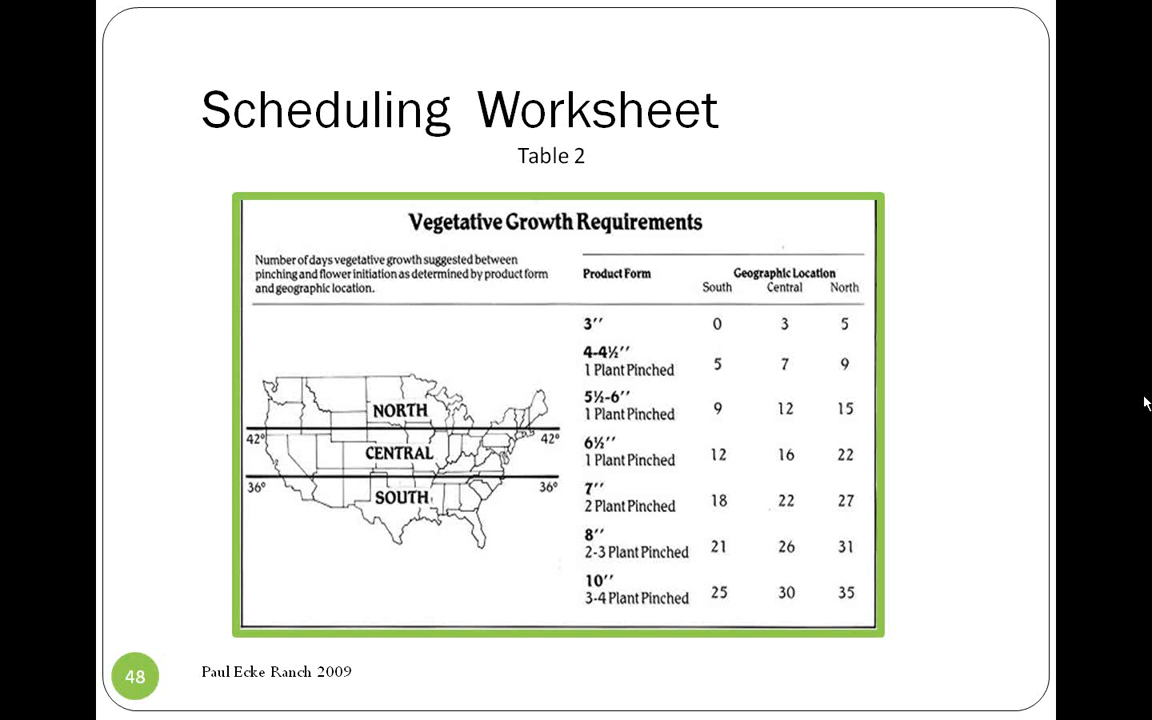 Scheduling Worksheet
Table 2
Vegetative Growth Requirements
Number of days vegetative growth suggested between
pinching and flower initiation as determined by product form
and geographic location.
Product Form Geographic Location
South Central North
3’’ 0 3 5
4-4½’’
1 Plant Pinched 5 7 9
5½-6’’
1 Plant Pinched 9 12 15
6½’’
1 Plant Pinched 12 16 22
7’’
2 Plant Pinched 18 22 27
8’’
2-3 Plant Pinched 21 26 31
10’’
3-4 Plant Pinched 25 30 35
NORTH
42° 42°
CENTRAL
36° 36°
SOUTH
48 Paul Ecke Ranch 2009